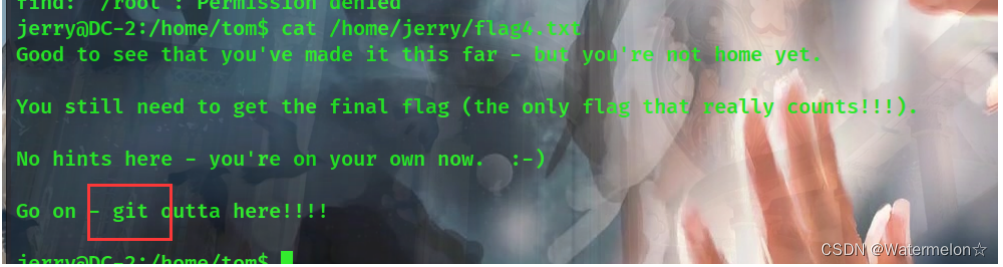 find: ‘/root’: Permission denied
jerry@DC-2:/home/tom$ cat /home/jerry/flag4.txt
Good to see that you've made it this far - but you're not home yet.
You still need to get the final flag (the only flag that really counts!!!).
No hints here - you're on your own now.  :-)
Go on - git outta here!!!!
jerry@DC-2:/home/tom$
CSDN @Watermelon☆